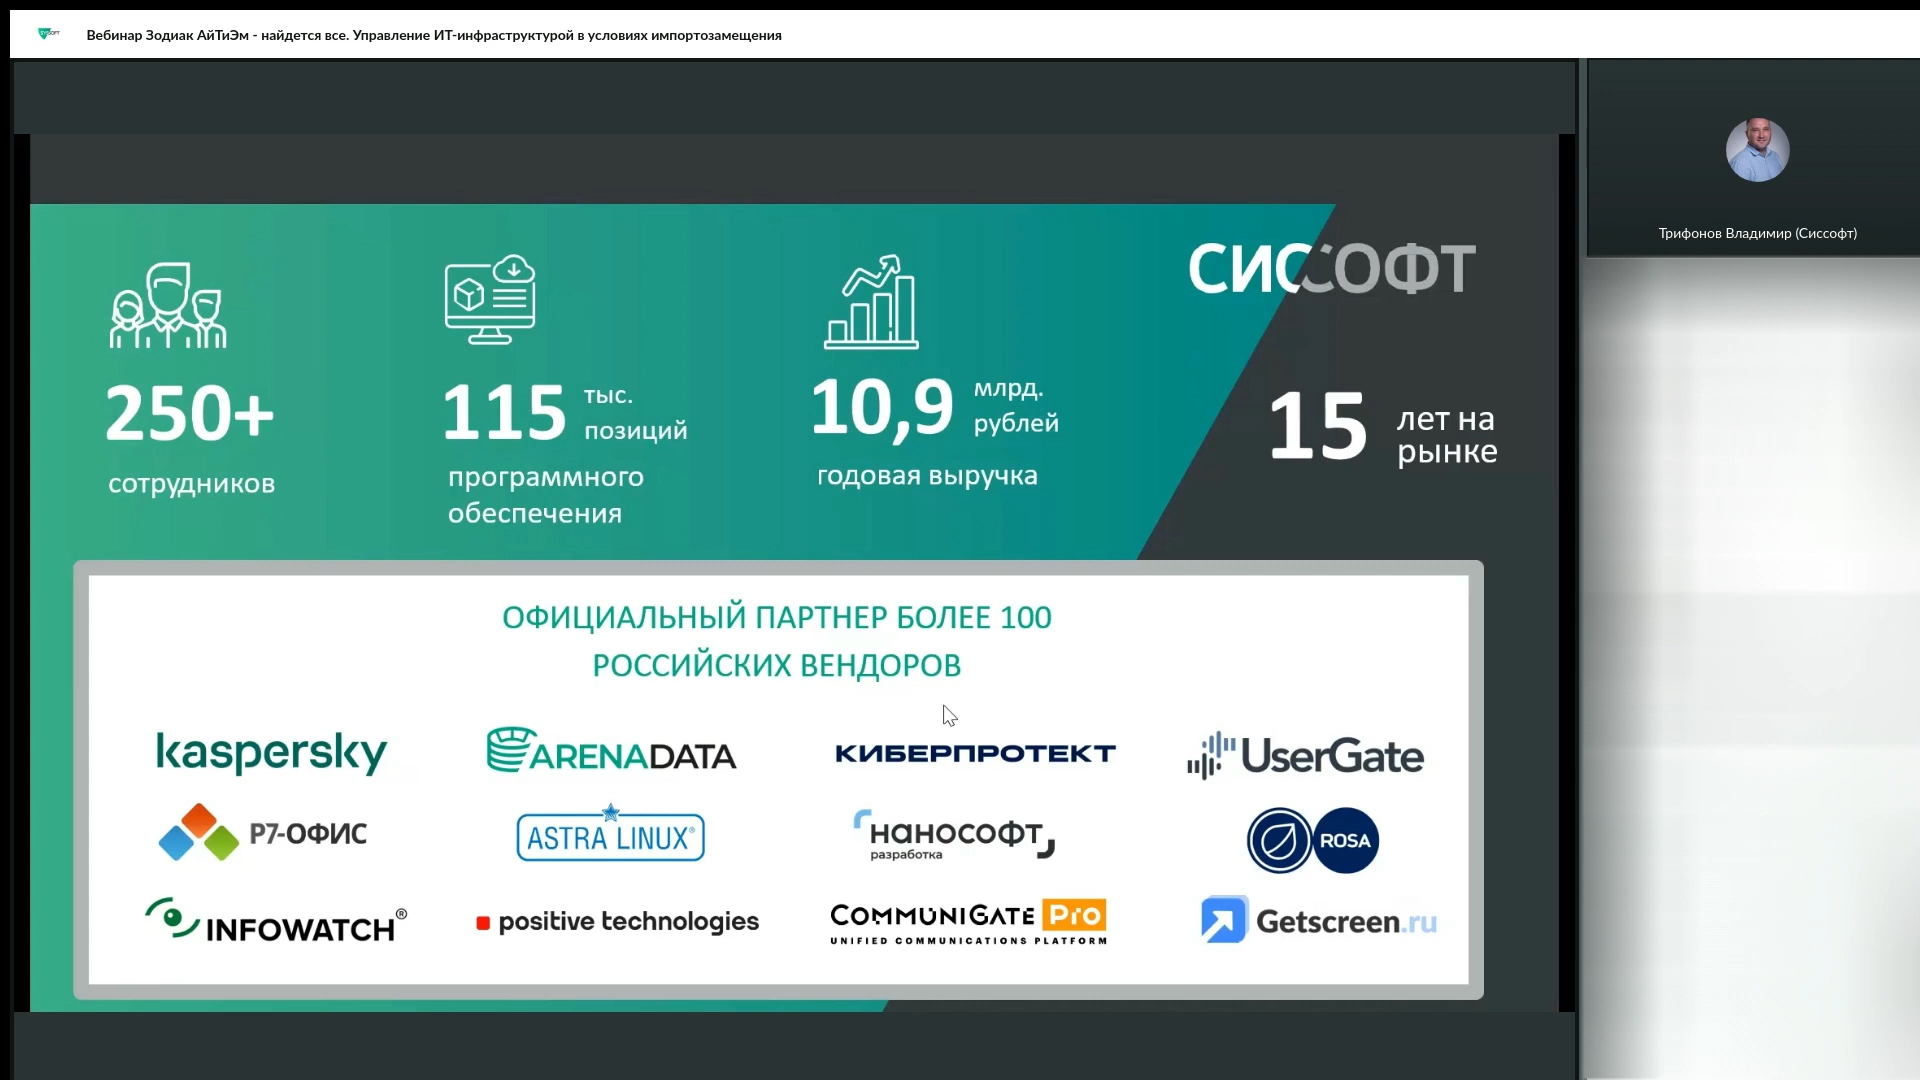 Вебинар Зодиак АйТиЭм - найдется все. Управление ИТ-инфраструктурой в условиях импортозамещения
Трифонов Владимир (Сиссофт)
СИССОФТ
250+
сотрудников
115 тыс.
позиций
программного
обеспечения
10,9 млрд.
рублей
годовая выручка
15 лет на
рынке
ОФИЦИАЛЬНЫЙ ПАРТНЕР БОЛЕЕ 100
РОССИЙСКИХ ВЕНДОРОВ
kaspersky
ARENADATA
КИБЕРПРОТЕКТ
UserGate
Р7-ОФИС
ASTRA LINUX®
нанософт
разработка
ROSA
INFOWATCH®
positive technologies
COMMUNIGATE Pro
UNIFIED COMMUNICATIONS PLATFORM
Getscreen.ru